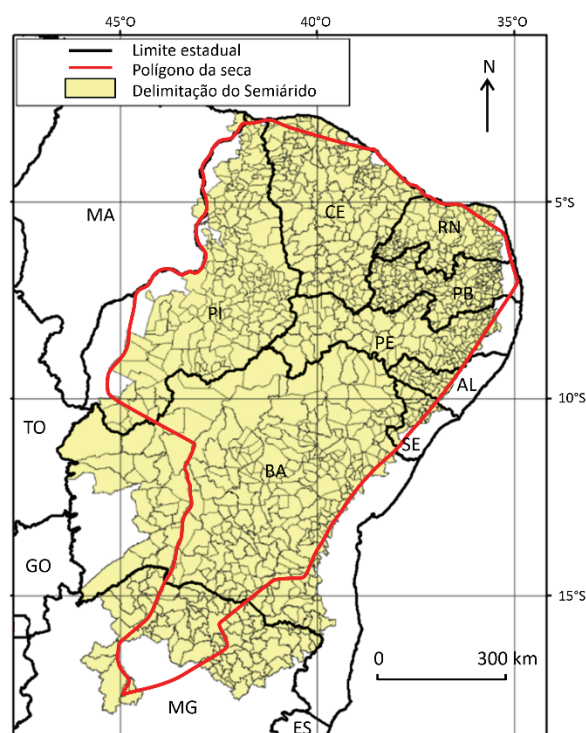 45°O 40°O 35°O
Limite estadual
Polígono da seca
Delimitação do Semiárido
N
MA
CE
5°S
RN
PB
PI
PE
AL
TO
10°S
SE
BA
GO
15°S
0 300 km
MG
ES